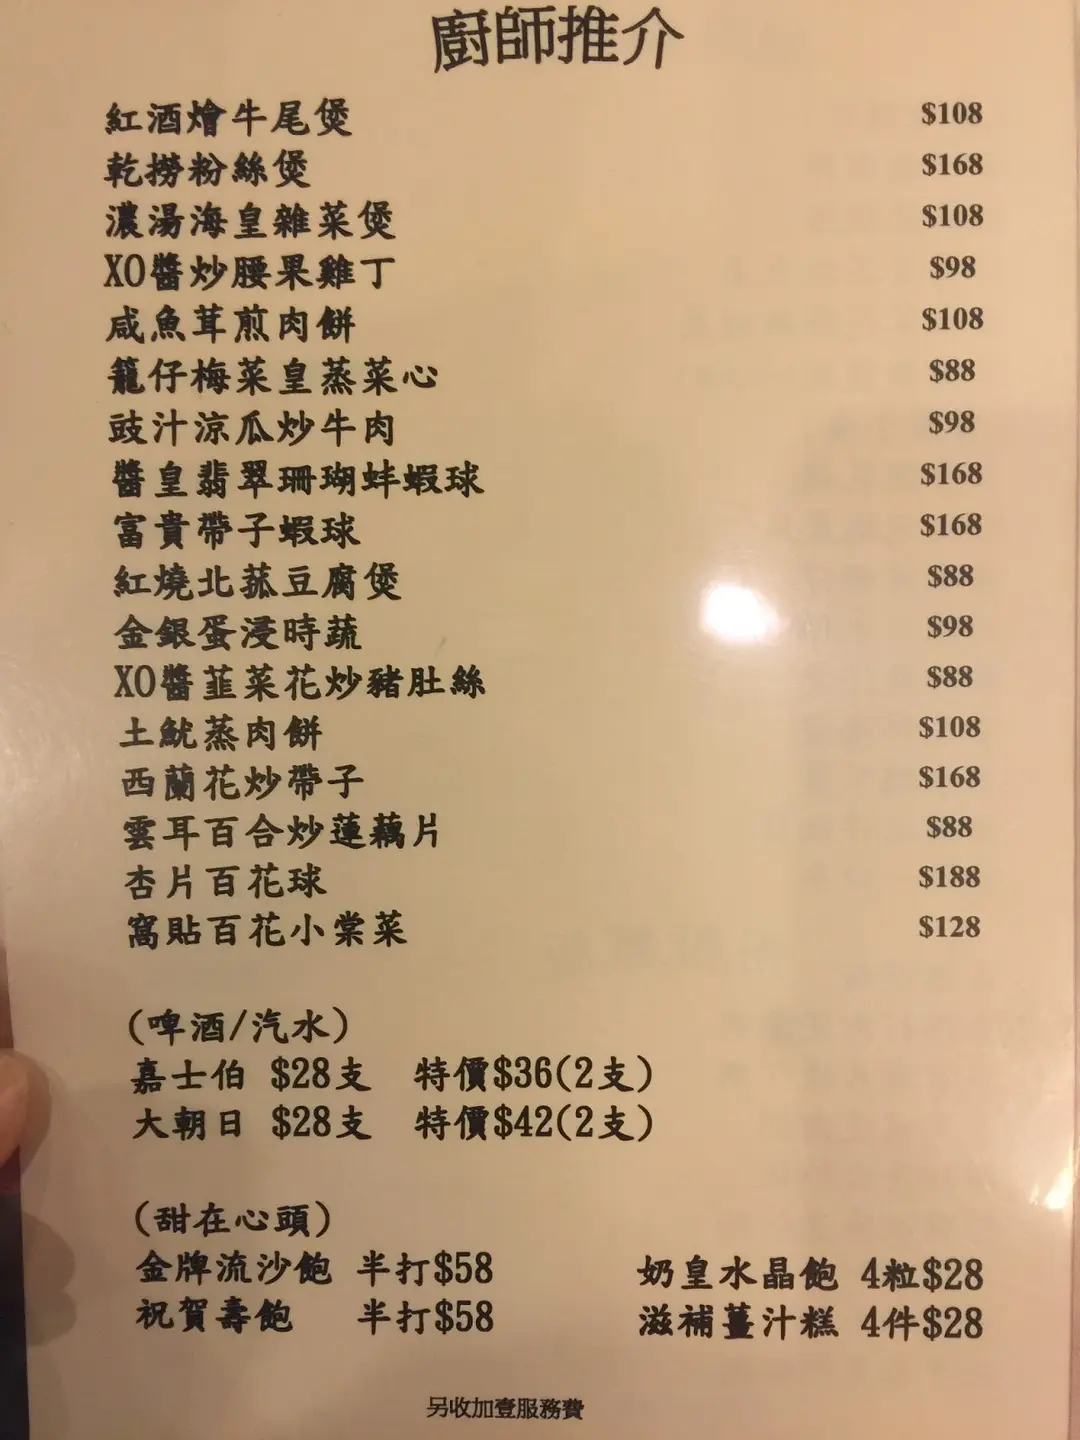 廚師推介
紅酒燴牛尾煲 $108
乾撈粉絲煲 $168
濃湯海皇雜菜煲 $108
XO醬炒腰果雞丁 $98
咸魚茸煎肉餅 $108
籠仔梅菜皇蒸菜心 $88
豉汁涼瓜炒牛肉 $98
醬皇翡翠珊瑚蚌蝦球 $168
富貴帶子蝦球 $168
紅燒北菰豆腐煲 $88
金銀蛋浸時蔬 $98
XO醬韮菜花炒豬肚絲 $88
土魷蒸肉餅 $108
西蘭花炒帶子 $168
雲耳百合炒蓮藕片 $88
杏片百花球 $188
窩貼百花小棠菜 $128
(啤酒/汽水)
嘉士伯 $28支 特價$36(2支)
大朝日 $28支 特價$42(2支)
(甜在心頭)
金牌流沙飽 半打$58 奶皇水晶飽 4粒$28
祝賀壽飽 半打$58 滋補薑汁糕 4件$28
另收加壹服務費